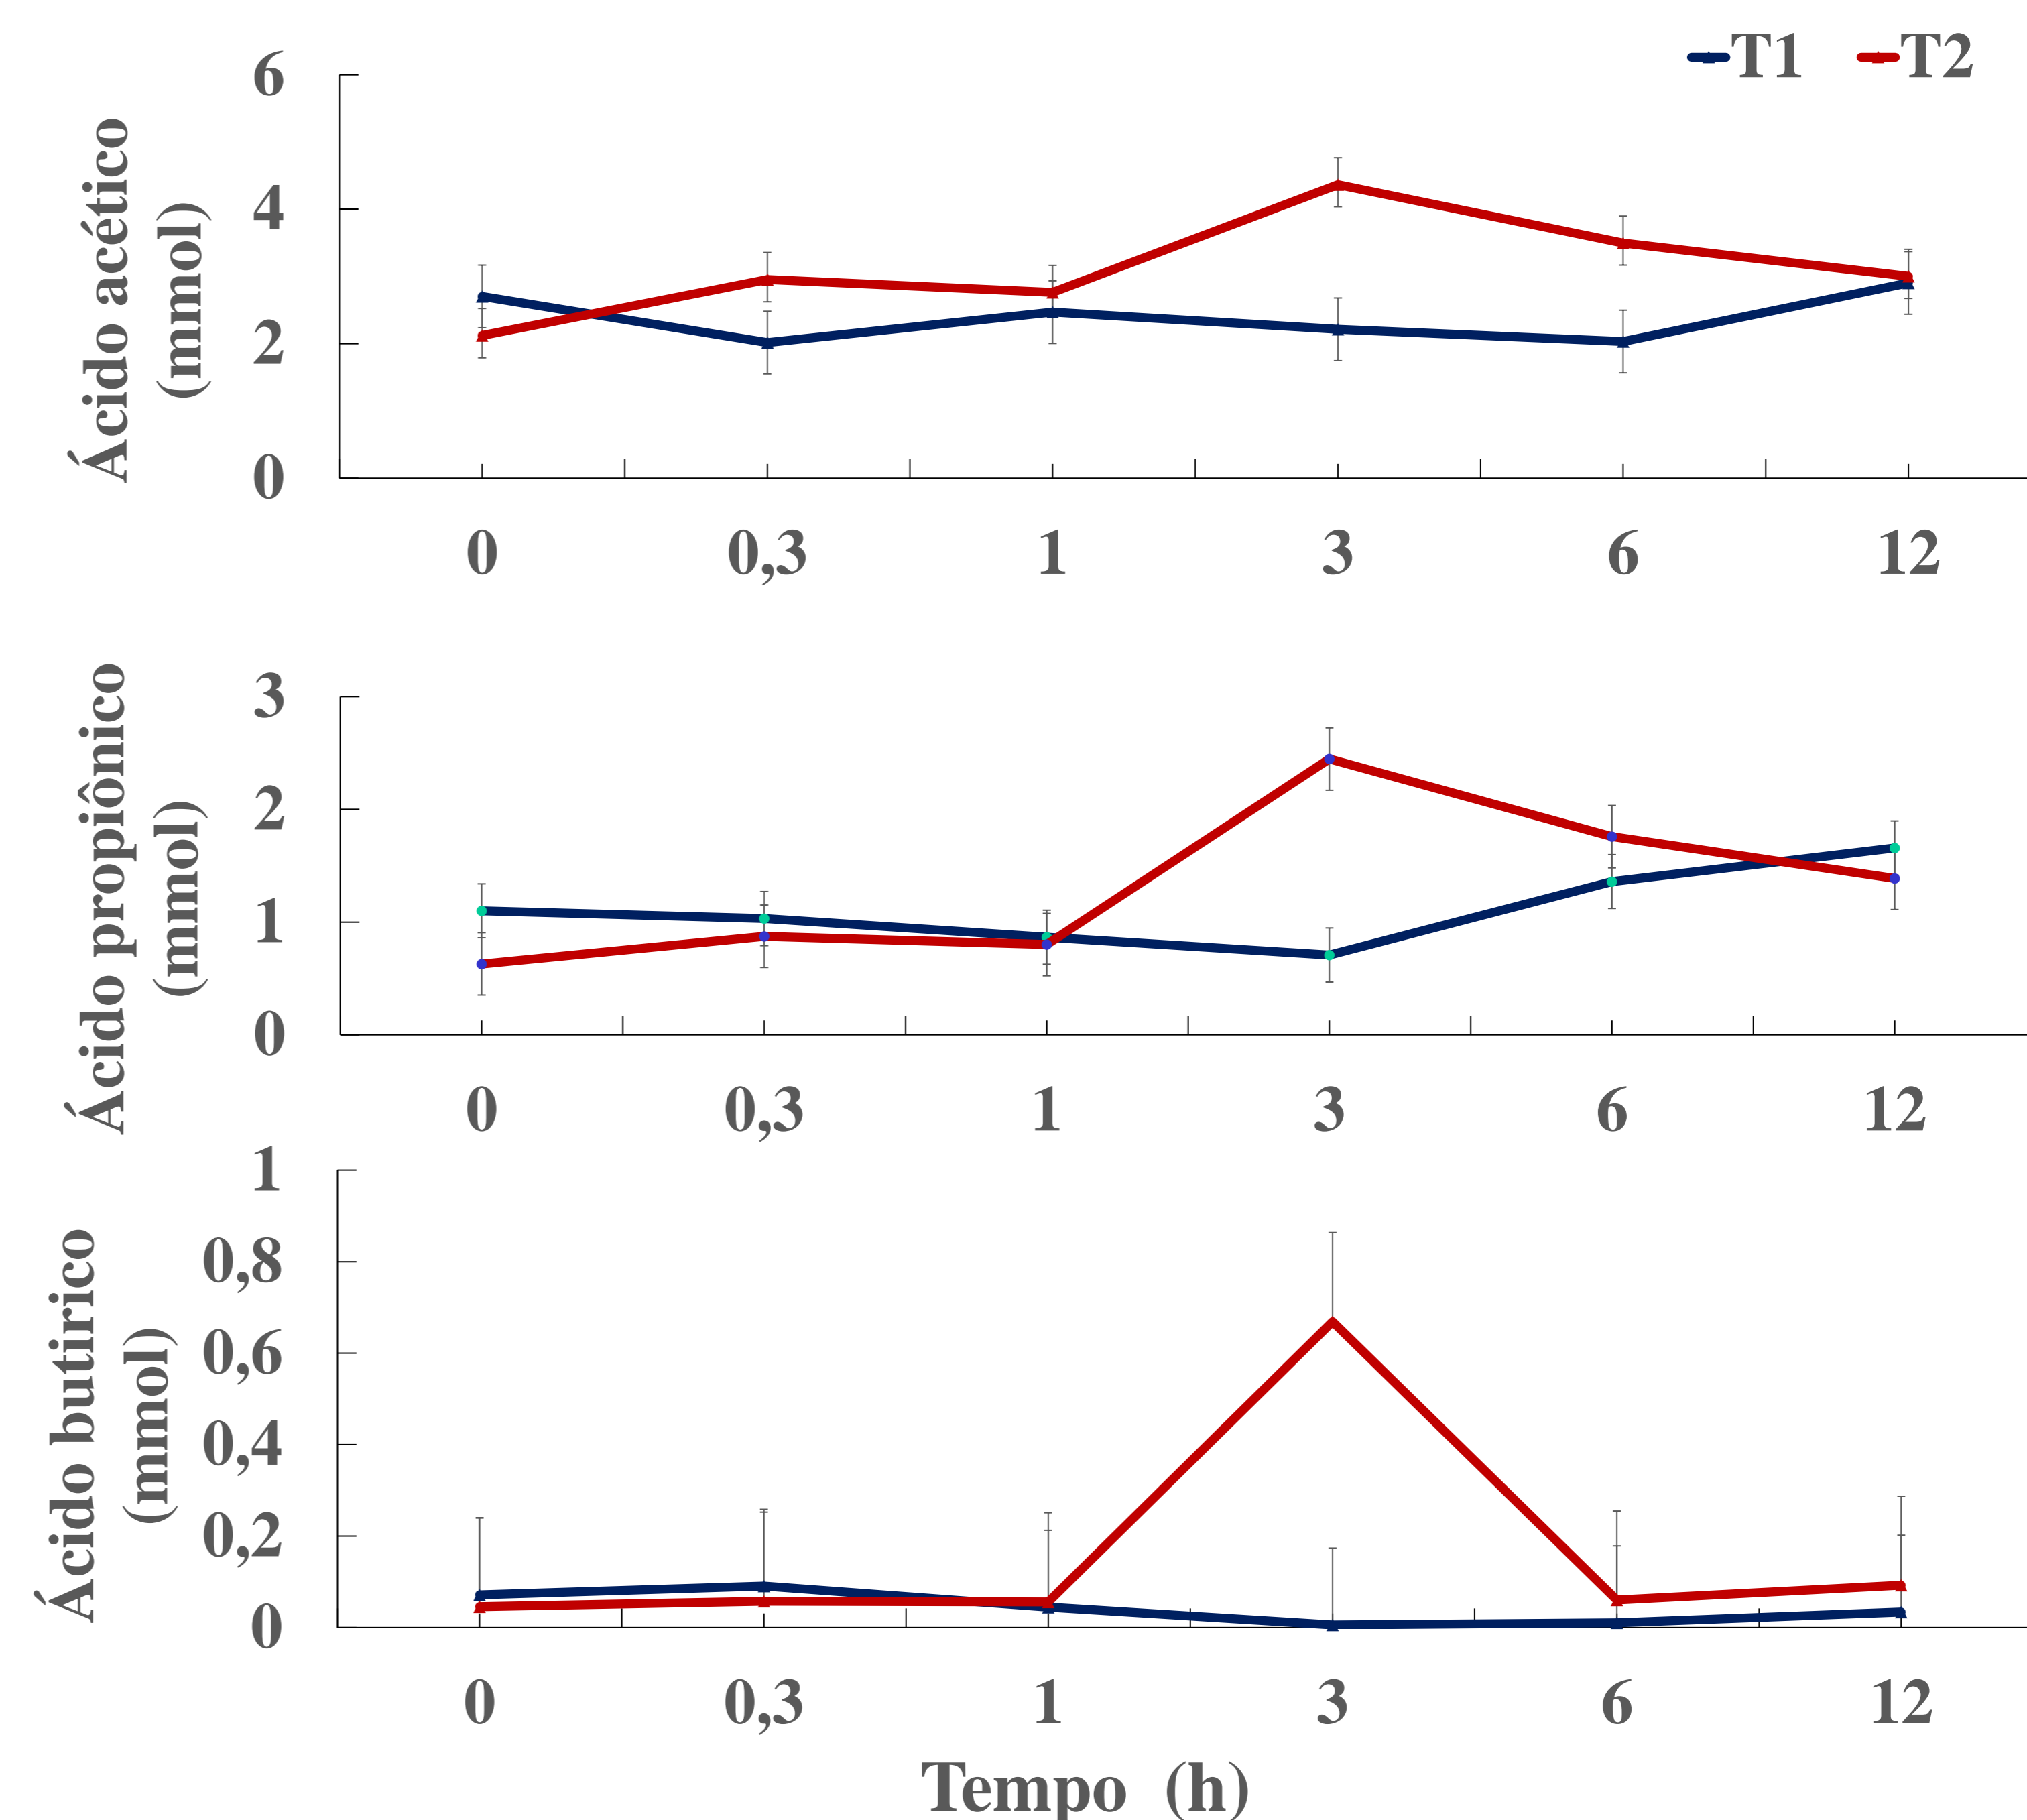 T1 T2
Ácido acético
(mmol)
6
4
2
0
0 0,3 1 3 6 12
Ácido propiônico
(mmol)
3
2
1
0
0 0,3 1 3 6 12
Ácido butirico
(mmol)
1
0,8
0,6
0,4
0,2
0
0 0,3 1 3 6 12
Tempo (h)